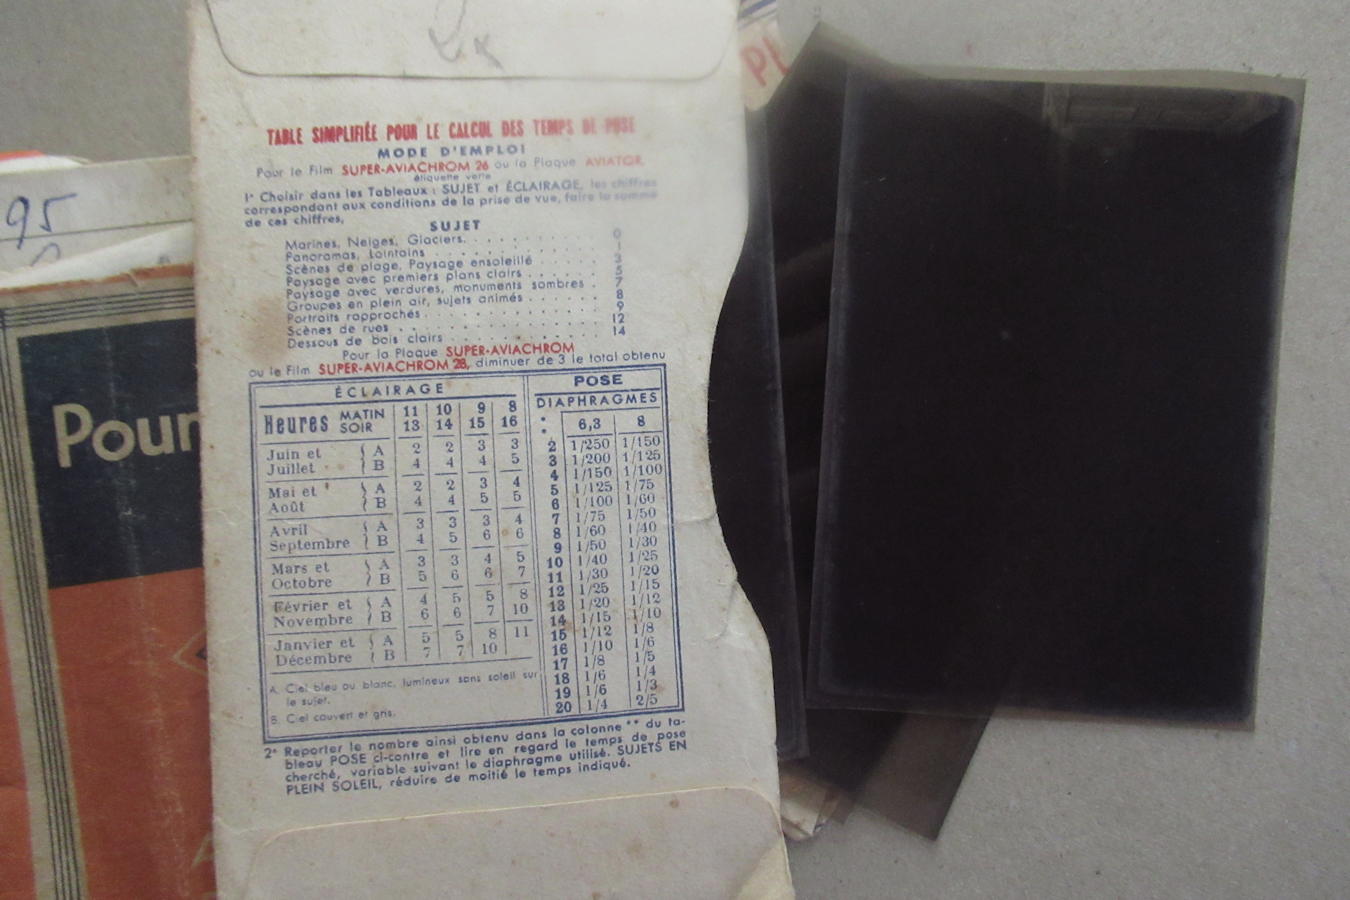 TABLE SIMPLIFIÉE POUR LE CALCUL DES TEMPS DE POSE
MODE D'EMPLOI
Pour le Film SUPER-AVIACHROM 26 ou la Plaque AVIATOR,
étiquette verte
1° Choisir dans les Tableaux : SUJET et ÉCLAIRAGE, les chiffres
correspondant aux conditions de la prise de vue, faire la somme
de ces chiffres,
SUJET
Marines, Neiges, Glaciers. 0
Panoramas, Lointains 1
Scènes de plage, Paysage ensoleillé 3
Paysage avec premiers plans clairs 5
Paysage avec verdures, monuments sombres 7
Groupes en plein air, sujets animés 8
Portraits rapprochés 9
Scènes de rues 12
Dessous de bois clairs 14
Pour la Plaque SUPER-AVIACHROM
ou le Film SUPER-AVIACHROM 28, diminuer de 3 le total obtenu
ÉCLAIRAGE
Heures MATIN 11 10 9 8
SOIR 13 14 15 16
Juin et A 2 2 3 3
Juillet B 4 4 4 5
Mai et A 2 2 3 4
Août B 4 4 5 5
Avril A 3 3 3 4
Septembre B 4 5 6 6
Mars et A 3 3 4 5
Octobre B 5 6 6 7
Février et A 4 5 5 8
Novembre B 6 6 7 10
Janvier et A 5 5 8 11
Décembre B 7 7 10
A. Ciel bleu ou blanc, lumineux sans soleil sur
le sujet.
B. Ciel couvert et gris.
POSE
DIAPHRAGMES
6,3 8
2 1/250 1/150
3 1/200 1/125
4 1/150 1/100
5 1/125 1/75
6 1/100 1/60
7 1/75 1/50
8 1/60 1/40
9 1/50 1/30
10 1/40 1/25
11 1/30 1/20
12 1/25 1/15
13 1/20 1/12
14 1/15 1/10
15 1/12 1/8
16 1/10 1/6
17 1/8 1/5
18 1/6 1/4
19 1/6 1/3
20 1/4 2/5
2° Reporter le nombre ainsi obtenu dans la colonne ** du ta-
bleau POSE ci-contre et lire en regard le temps de pose
cherché, variable suivant le diaphragme utilisé. SUJETS EN
PLEIN SOLEIL, réduire de moitié le temps indiqué.
95
Pour
PL